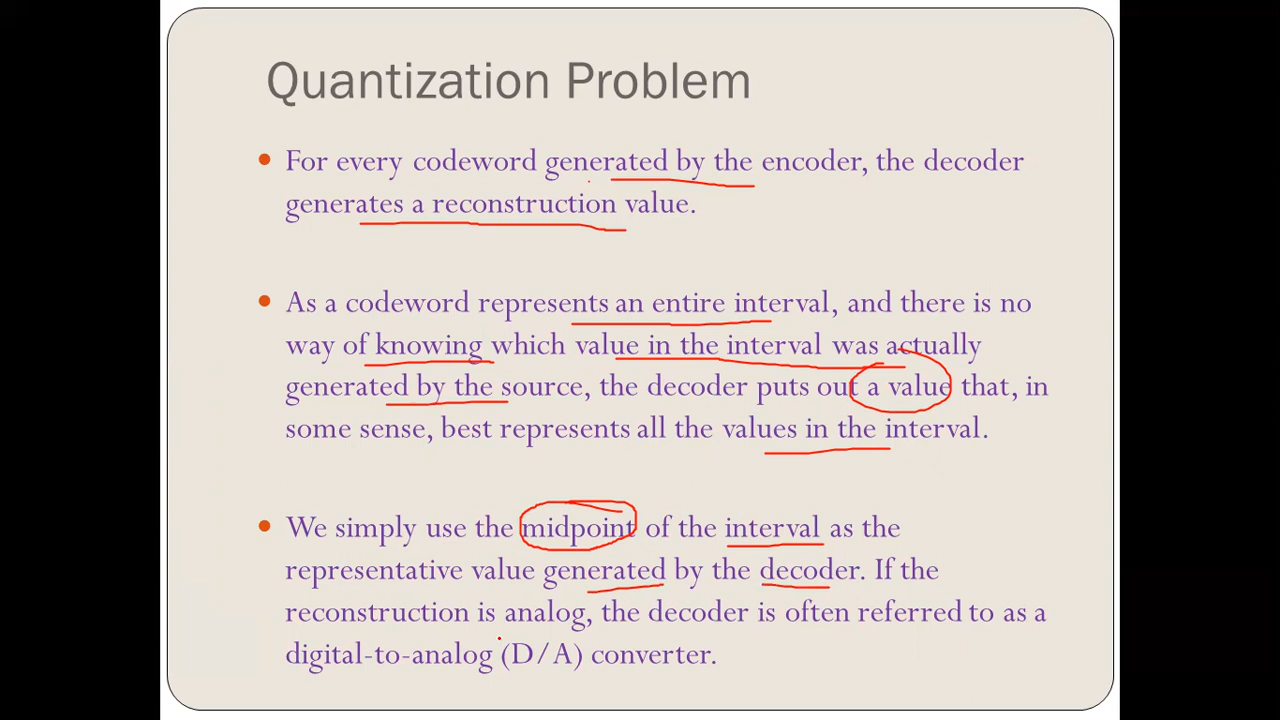 Quantization Problem
• For every codeword generated by the encoder, the decoder
generates a reconstruction value.
• As a codeword represents an entire interval, and there is no
way of knowing which value in the interval was actually
generated by the source, the decoder puts out a value that, in
some sense, best represents all the values in the interval.
• We simply use the midpoint of the interval as the
representative value generated by the decoder. If the
reconstruction is analog, the decoder is often referred to as a
digital-to-analog (D/A) converter.